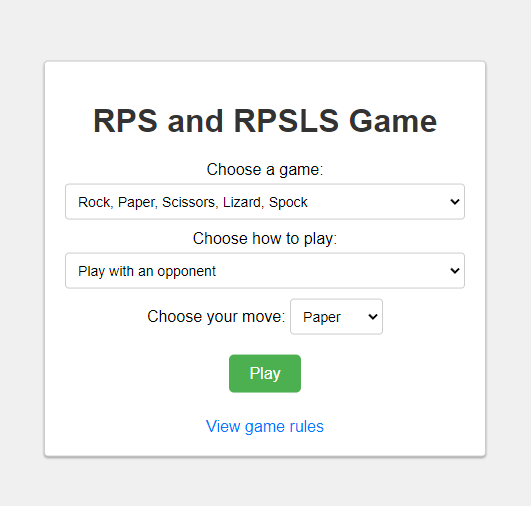 RPS and RPSLS Game
Choose a game:
Rock, Paper, Scissors, Lizard, Spock
Choose how to play:
Play with an opponent
Choose your move: Paper
Play
View game rules